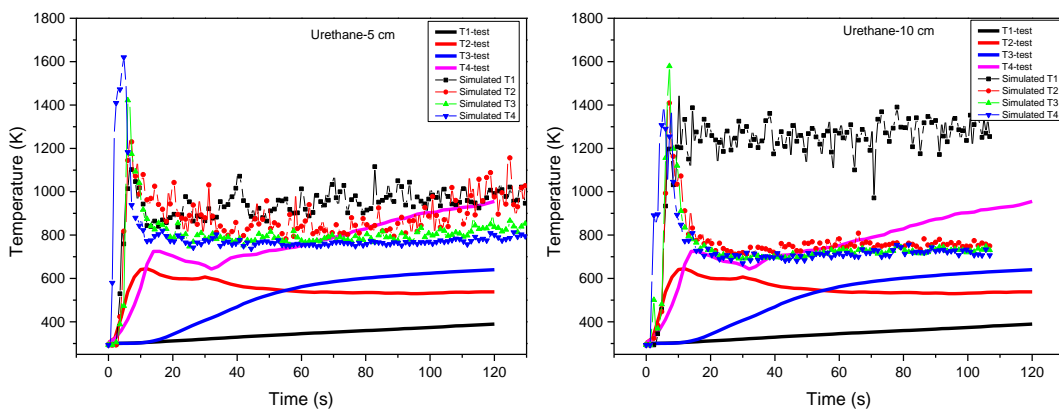 Urethane-5 cm
T1-test
T2-test
T3-test
T4-test
Simulated T1
Simulated T2
Simulated T3
Simulated T4
1800
1600
1400
1200
1000
800
600
400
Temperature (K)
0 20 40 60 80 100 120
Time (s)
Urethane-10 cm
T1-test
T2-test
T3-test
T4-test
Simulated T1
Simulated T2
Simulated T3
Simulated T4
1800
1600
1400
1200
1000
800
600
400
Temperature (K)
0 20 40 60 80 100 120
Time (s)